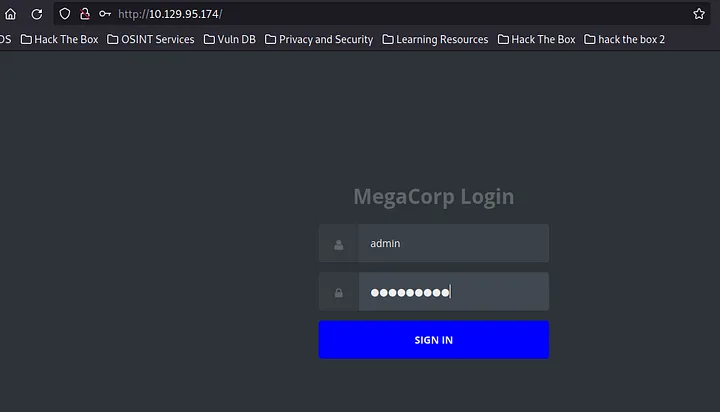 http://10.129.95.174/
OS Hack The Box OSINT Services Vuln DB Privacy and Security Learning Resources Hack The Box hack the box 2
MegaCorp Login
admin
●●●●●●●●●
SIGN IN